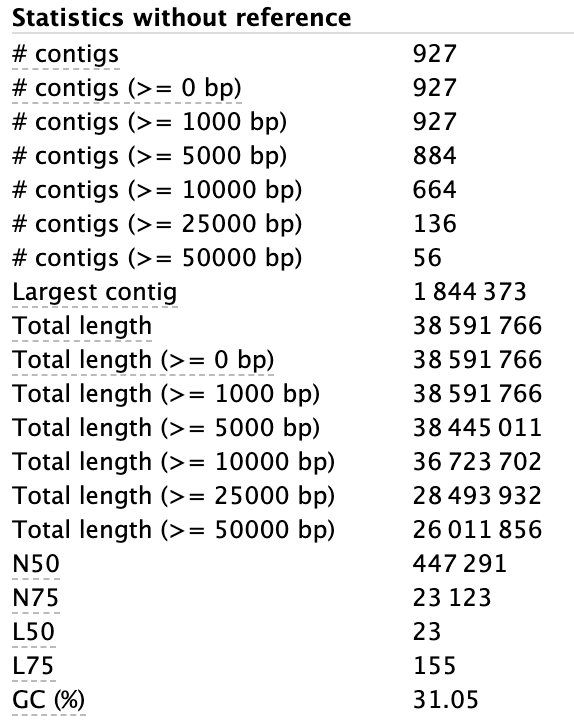 Statistics without reference
# contigs 927
# contigs (>= 0 bp) 927
# contigs (>= 1000 bp) 927
# contigs (>= 5000 bp) 884
# contigs (>= 10000 bp) 664
# contigs (>= 25000 bp) 136
# contigs (>= 50000 bp) 56
Largest contig 1 844 373
Total length 38 591 766
Total length (>= 0 bp) 38 591 766
Total length (>= 1000 bp) 38 591 766
Total length (>= 5000 bp) 38 445 011
Total length (>= 10000 bp) 36 723 702
Total length (>= 25000 bp) 28 493 932
Total length (>= 50000 bp) 26 011 856
N50 447 291
N75 23 123
L50 23
L75 155
GC (%) 31.05